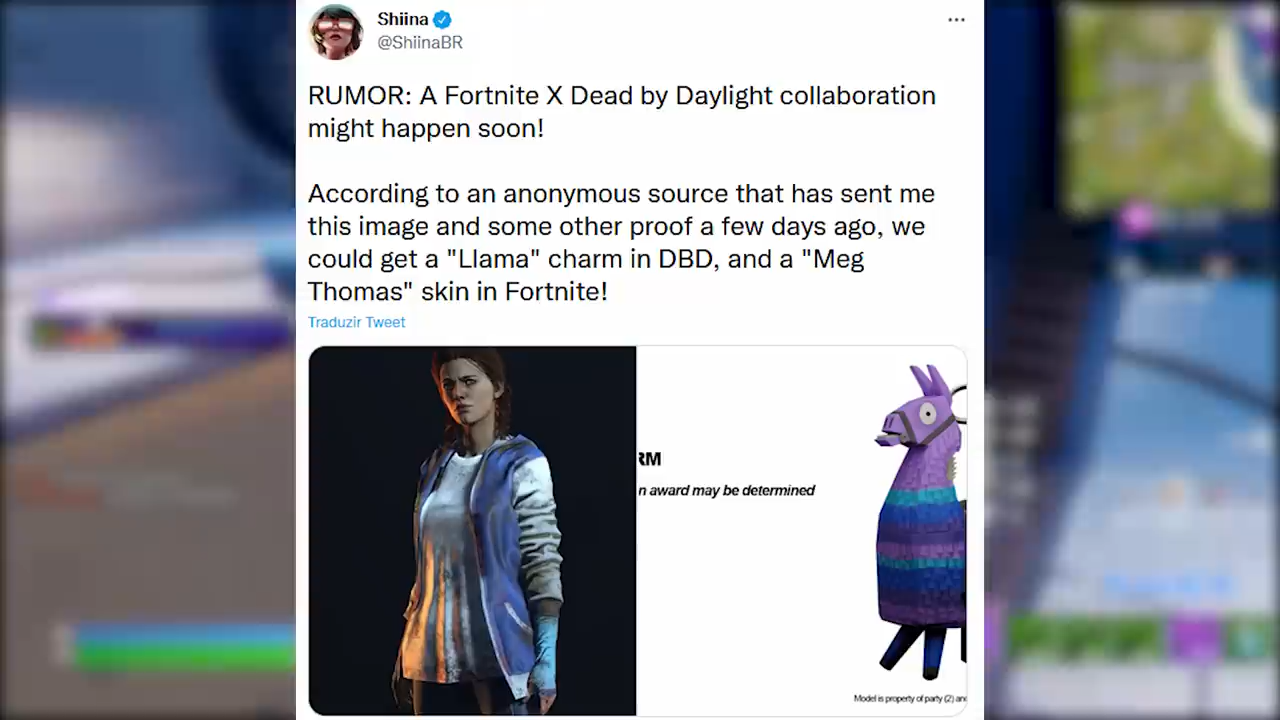 Shiina
@ShiinaBR
RUMOR: A Fortnite X Dead by Daylight collaboration
might happen soon!
According to an anonymous source that has sent me
this image and some other proof a few days ago, we
could get a "Llama" charm in DBD, and a "Meg
Thomas" skin in Fortnite!
Traduzir Tweet
RM
n award may be determined
Model is property of party (2) an